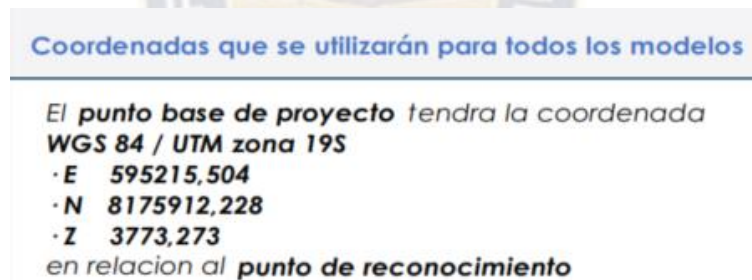 Coordenadas que se utilizarán para todos los modelos
El punto base de proyecto tendra la coordenada
WGS 84 / UTM zona 19S
· E 595215,504
· N 8175912,228
· Z 3773,273
en relacion al punto de reconocimiento